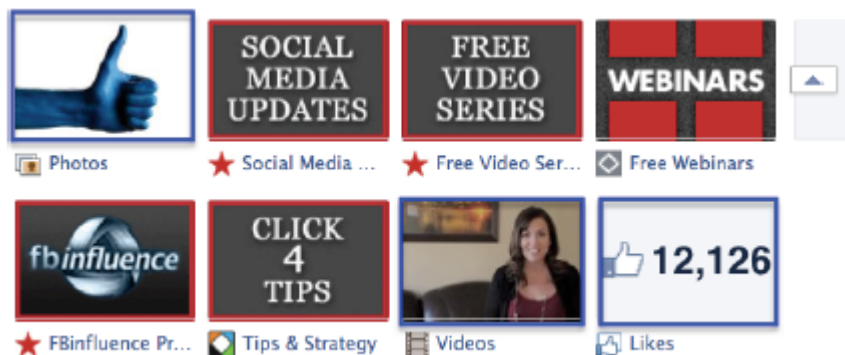 SOCIAL
MEDIA
UPDATES
FREE
VIDEO
SERIES
WEBINARS
Photos
Social Media ...
Free Video Ser...
Free Webinars
fbinfluence
CLICK
4
TIPS
12,126
FBinfluence Pr...
Tips & Strategy
Videos
Likes